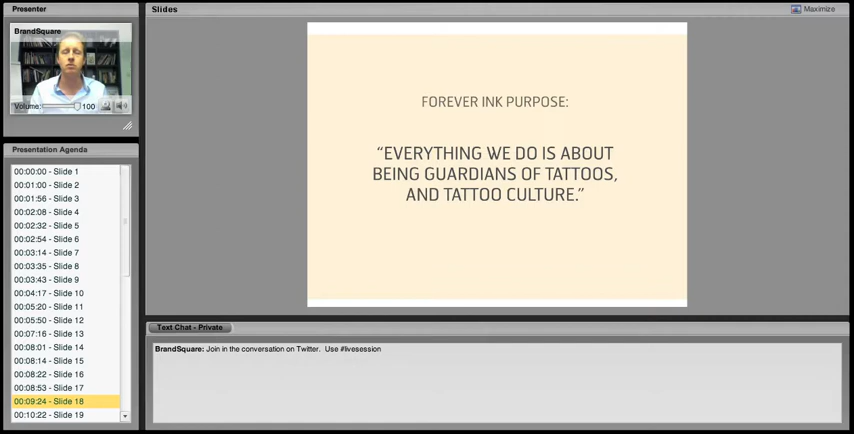 Presenter
BrandSquare
Volume: 100
Presentation Agenda
00:00:00 - Slide 1
00:01:00 - Slide 2
00:01:56 - Slide 3
00:02:08 - Slide 4
00:02:32 - Slide 5
00:02:54 - Slide 6
00:03:14 - Slide 7
00:03:35 - Slide 8
00:03:43 - Slide 9
00:04:17 - Slide 10
00:05:20 - Slide 11
00:05:50 - Slide 12
00:07:16 - Slide 13
00:08:01 - Slide 14
00:08:14 - Slide 15
00:08:22 - Slide 16
00:08:53 - Slide 17
00:09:24 - Slide 18
00:10:22 - Slide 19
Slides
Maximize
FOREVER INK PURPOSE:
“EVERYTHING WE DO IS ABOUT
BEING GUARDIANS OF TATTOOS,
AND TATTOO CULTURE.”
Text Chat - Private
BrandSquare: Join in the conversation on Twitter. Use #livesession